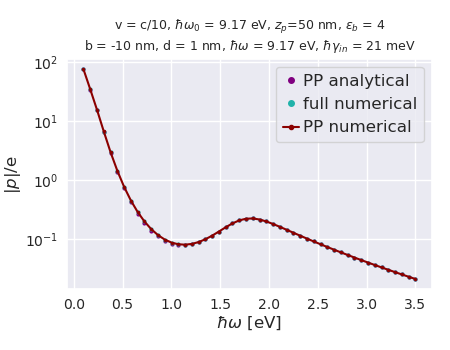 v = c/10, ħω₀ = 9.17 eV, zₚ=50 nm, ε_b = 4
b = -10 nm, d = 1 nm, ħω = 9.17 eV, ħγ_in = 21 meV
10²
10¹
10⁰
10⁻¹
|p|/e
PP analytical
full numerical
PP numerical
0.0 0.5 1.0 1.5 2.0 2.5 3.0 3.5
ħω [eV]